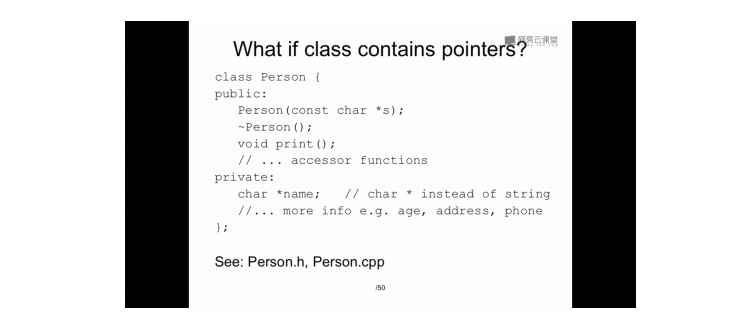 网易云课堂
What if class contains pointers?
class Person {
public:
Person(const char *s);
~Person();
void print();
// ... accessor functions
private:
char *name; // char * instead of string
//... more info e.g. age, address, phone
};
See: Person.h, Person.cpp
/50